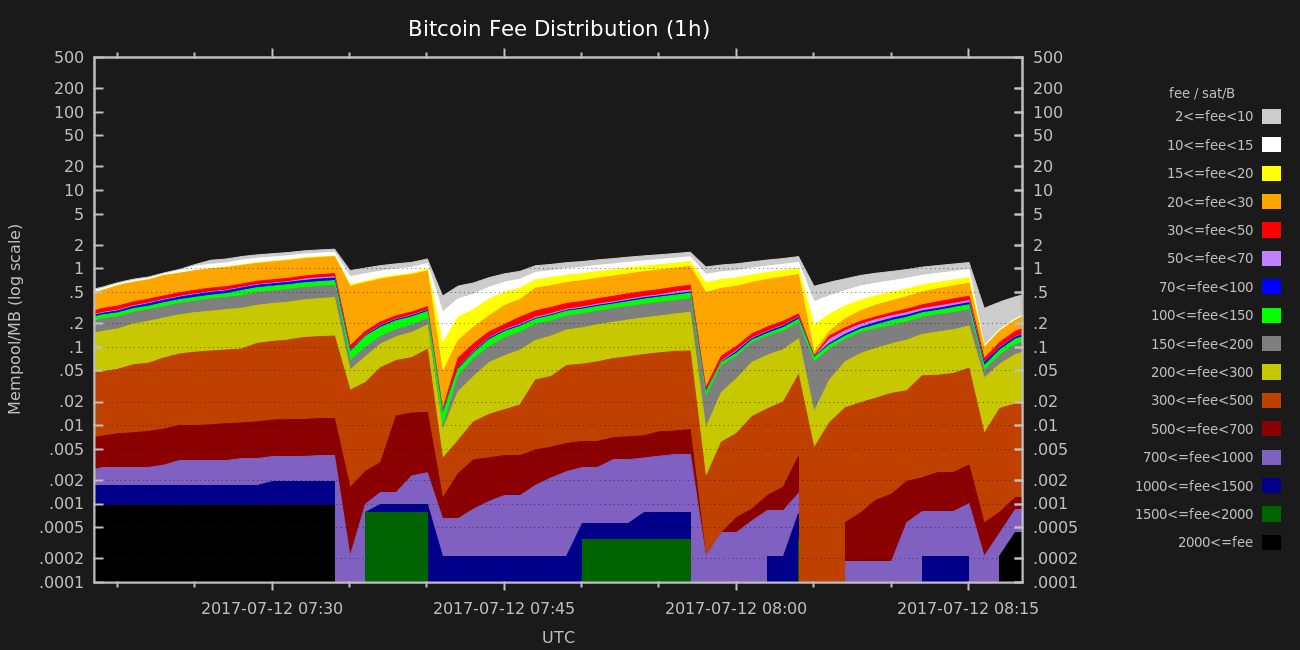 Bitcoin Fee Distribution (1h)
Mempool/MB (log scale)
500
200
100
50
20
10
5
2
1
.5
.2
.1
.05
.02
.01
.005
.002
.001
.0005
.0002
.0001
500
200
100
50
20
10
5
2
1
.5
.2
.1
.05
.02
.01
.005
.002
.001
.0005
.0002
.0001
2017-07-12 07:30
2017-07-12 07:45
2017-07-12 08:00
2017-07-12 08:15
UTC
fee / sat/B
2<=fee<10
10<=fee<15
15<=fee<20
20<=fee<30
30<=fee<50
50<=fee<70
70<=fee<100
100<=fee<150
150<=fee<200
200<=fee<300
300<=fee<500
500<=fee<700
700<=fee<1000
1000<=fee<1500
1500<=fee<2000
2000<=fee